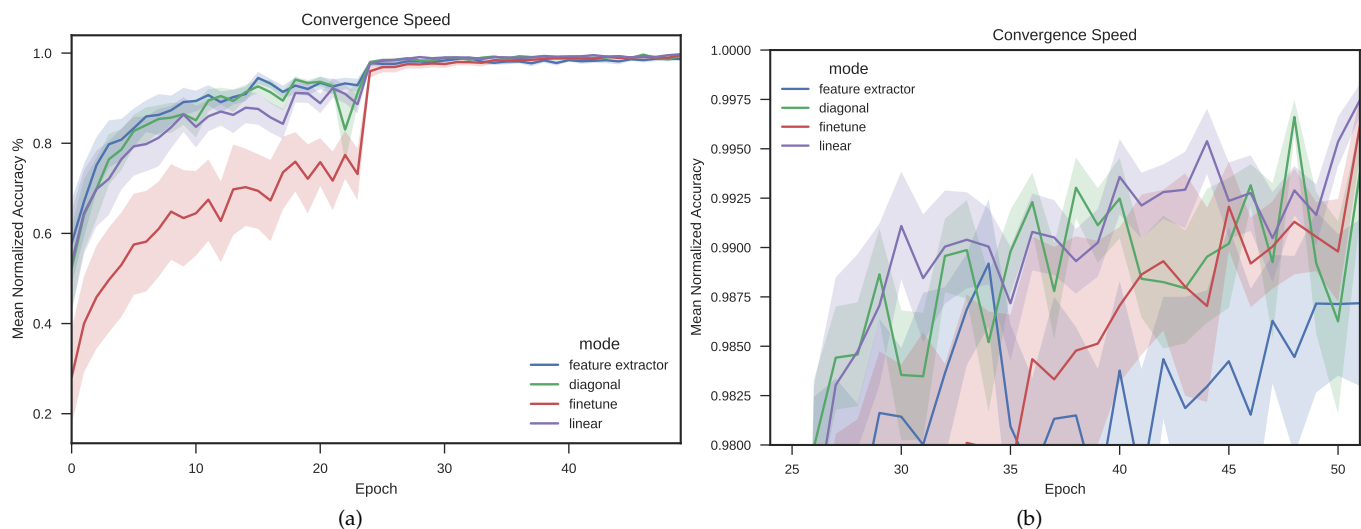 Convergence Speed
Mean Normalized Accuracy %
1.0
0.8
0.6
0.4
0.2
mode
feature extractor
diagonal
finetune
linear
0
10
20
30
40
Epoch
(a)
Convergence Speed
Mean Normalized Accuracy
1.0000
0.9975
0.9950
0.9925
0.9900
0.9875
0.9850
0.9825
0.9800
mode
feature extractor
diagonal
finetune
linear
25
30
35
40
45
50
Epoch
(b)